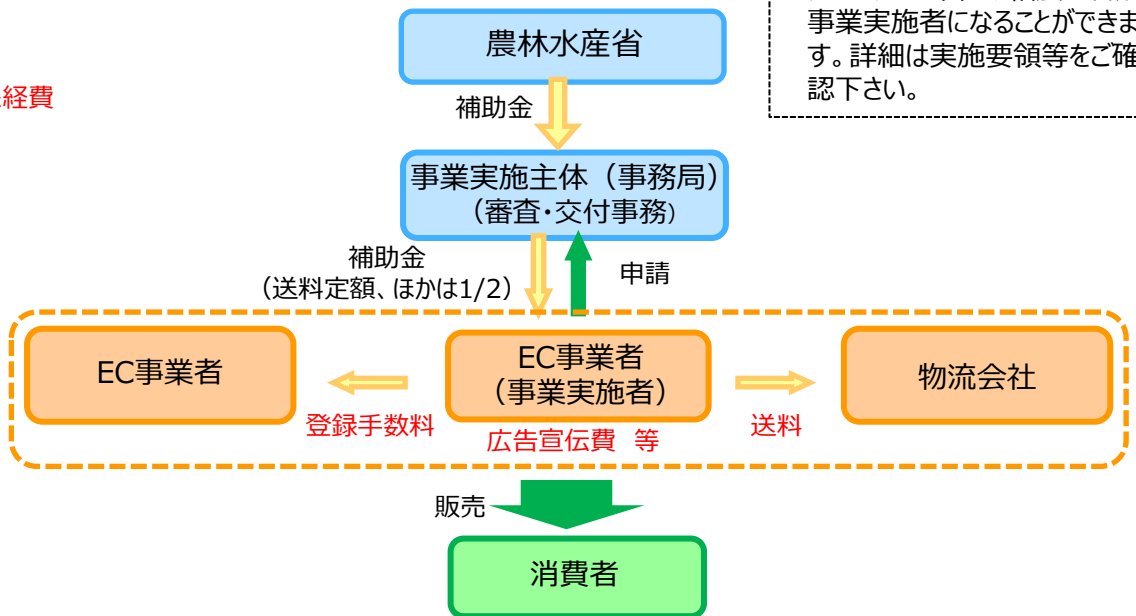 事業実施者になることができま
す。詳細は実施要領等をご確
認下さい。
農林水産省
経費
補助金
事業実施主体（事務局）
（審査・交付事務）
補助金
（送料定額、ほかは1/2）
申請
EC事業者
EC事業者
（事業実施者）
物流会社
登録手数料
広告宣伝費 等
送料
販売
消費者